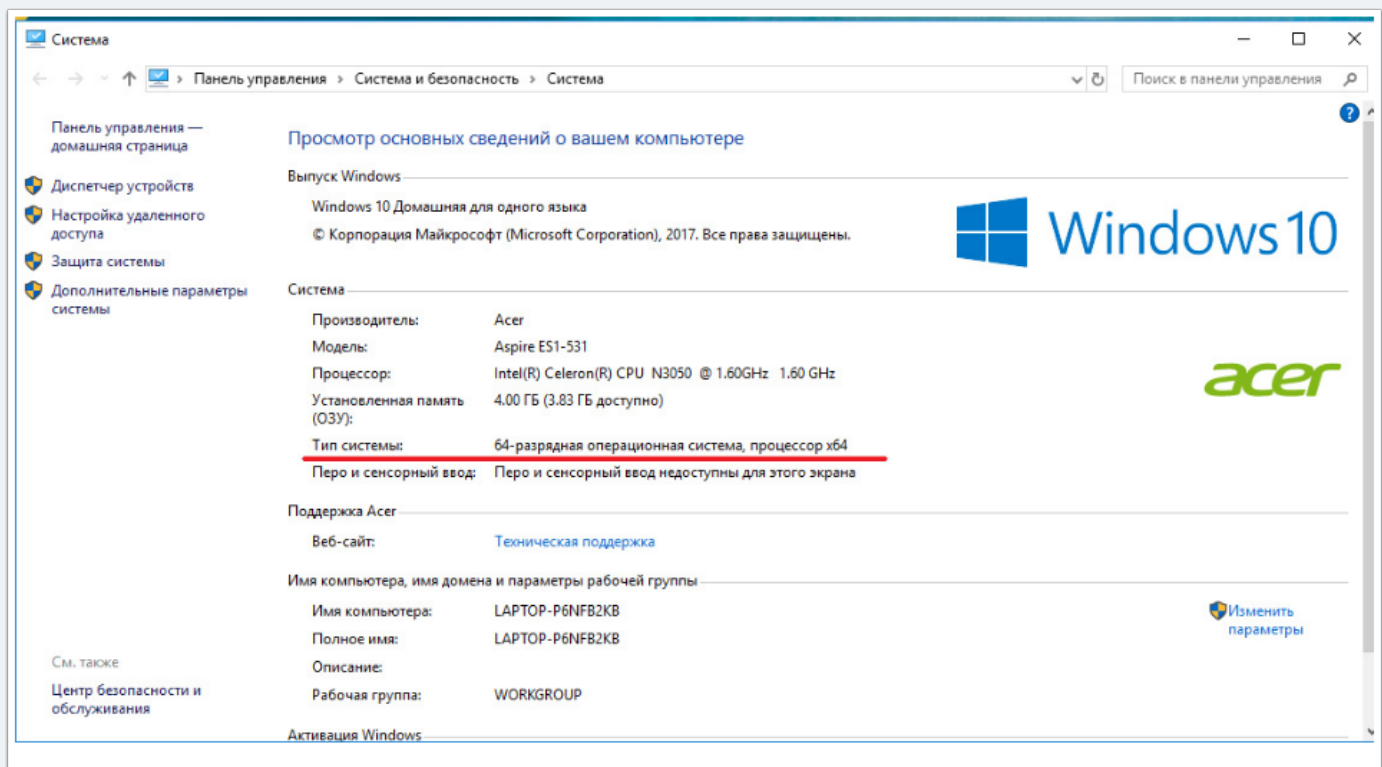 Система
Панель управления › Система и безопасность › Система
Поиск в панели управления
Панель управления —
домашняя страница
Диспетчер устройств
Настройка удаленного
доступа
Защита системы
Дополнительные параметры
системы
См. также
Центр безопасности и
обслуживания
?
Просмотр основных сведений о вашем компьютере
Выпуск Windows
Windows 10 Домашняя для одного языка
© Корпорация Майкрософт (Microsoft Corporation), 2017. Все права защищены.
Windows 10
Система
Производитель: Acer
Модель: Aspire ES1-531
Процессор: Intel(R) Celeron(R) CPU N3050 @ 1.60GHz 1.60 GHz
Установленная память 4.00 ГБ (3.83 ГБ доступно)
(ОЗУ):
Тип системы: 64-разрядная операционная система, процессор x64
Перо и сенсорный ввод: Перо и сенсорный ввод недоступны для этого экрана
acer
Поддержка Acer
Веб-сайт: Техническая поддержка
Имя компьютера, имя домена и параметры рабочей группы
Имя компьютера: LAPTOP-P6NFB2KB
Полное имя: LAPTOP-P6NFB2KB
Описание:
Рабочая группа: WORKGROUP
Изменить
параметры
Активация Windows